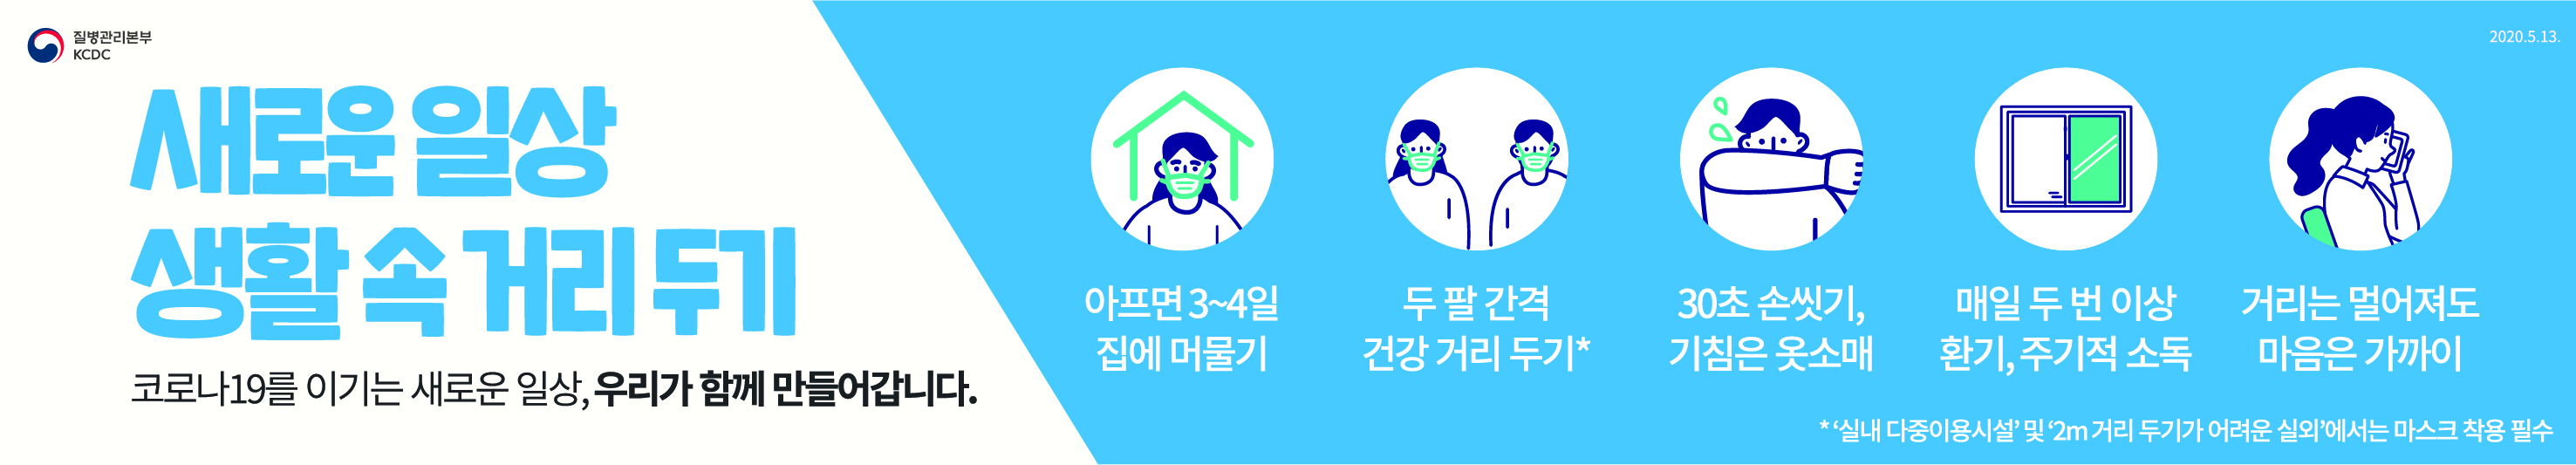 질병관리본부
KCDC
새로운 일상
생활 속 거리 두기
코로나19를 이기는 새로운 일상, 우리가 함께 만들어갑니다.
2020.5.13.
아프면 3~4일
집에 머물기
두 팔 간격
건강 거리 두기*
30초 손씻기,
기침은 옷소매
매일 두 번 이상
환기, 주기적 소독
거리는 멀어져도
마음은 가까이
* ‘실내 다중이용시설’ 및 ‘2m 거리 두기가 어려운 실외’에서는 마스크 착용 필수